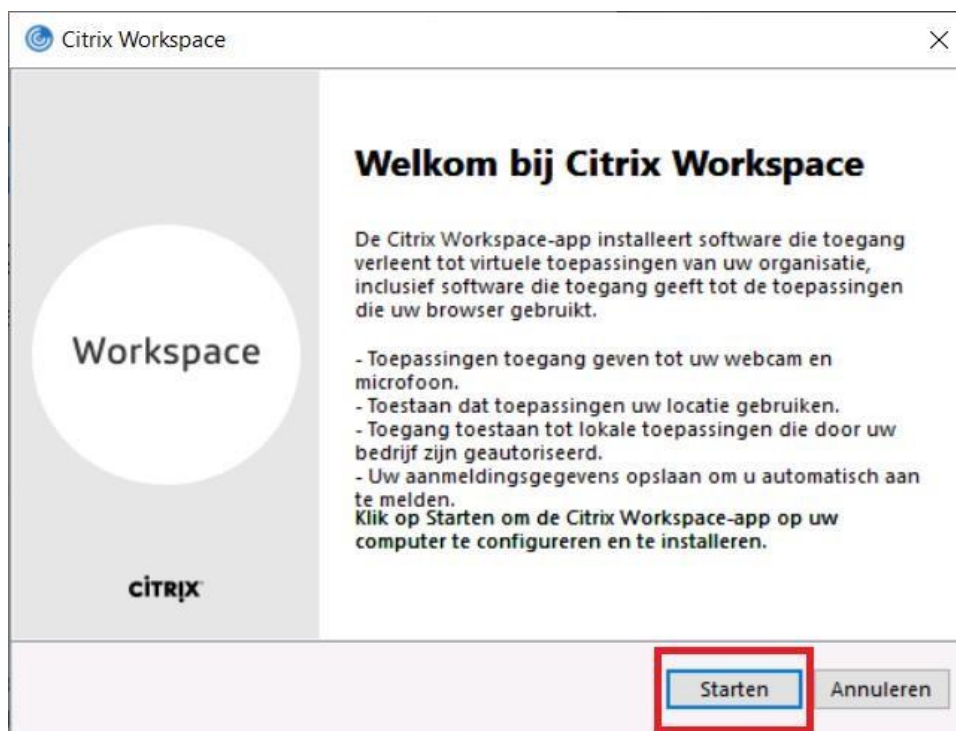 Citrix Workspace
Welkom bij Citrix Workspace
De Citrix Workspace-app installeert software die toegang
verleent tot virtuele toepassingen van uw organisatie,
inclusief software die toegang geeft tot de toepassingen
die uw browser gebruikt.
- Toepassingen toegang geven tot uw webcam en
microfoon.
- Toestaan dat toepassingen uw locatie gebruiken.
- Toegang toestaan tot lokale toepassingen die door uw
bedrijf zijn geautoriseerd.
- Uw aanmeldingsgegevens opslaan om u automatisch aan
te melden.
Klik op Starten om de Citrix Workspace-app op uw
computer te configureren en te installeren.
Workspace
citrix
Starten
Annuleren